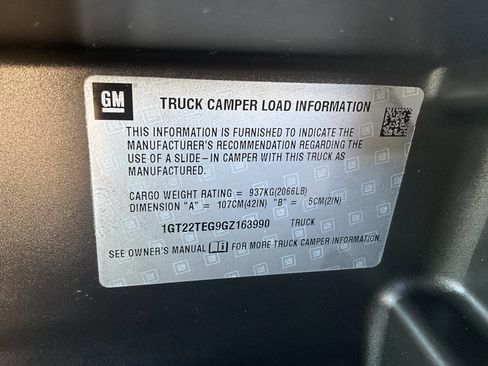 GM TRUCK CAMPER LOAD INFORMATION
THIS INFORMATION IS FURNISHED TO INDICATE THE
MANUFACTURER'S RECOMMENDATION REGARDING THE
USE OF A SLIDE-IN CAMPER WITH THIS TRUCK AS
MANUFACTURED.
CARGO WEIGHT RATING = 937KG(2066LB)
DIMENSION "A" = 107CM(42IN) "B" = 5CM(2IN)
1GT22TEG9GZ163990 TRUCK
SEE OWNER'S MANUAL FOR MORE TRUCK CAMPER INFORMATION.